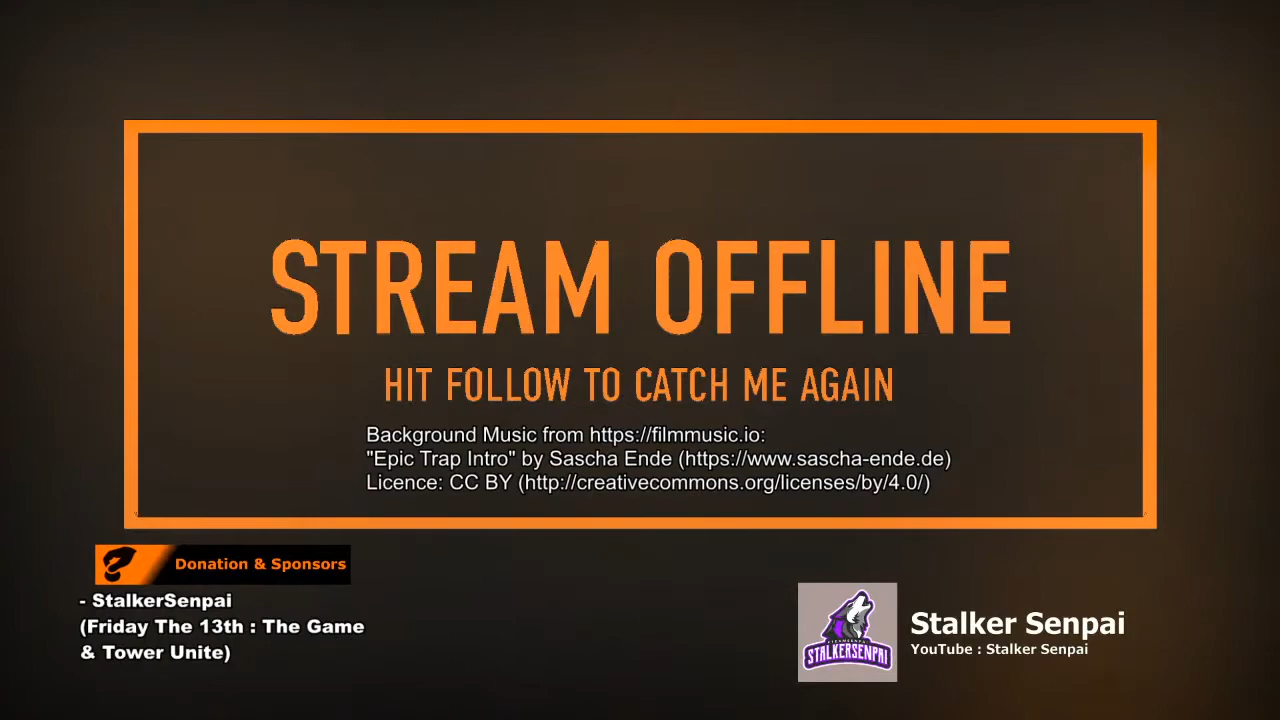 STREAM OFFLINE
HIT FOLLOW TO CATCH ME AGAIN
Background Music from https://filmmusic.io:
"Epic Trap Intro" by Sascha Ende (https://www.sascha-ende.de)
Licence: CC BY (http://creativecommons.org/licenses/by/4.0/)
Donation & Sponsors
- StalkerSenpai
(Friday The 13th : The Game
& Tower Unite)
#TEAMSENPAI
STALKERSENPAI
Stalker Senpai
YouTube : Stalker Senpai